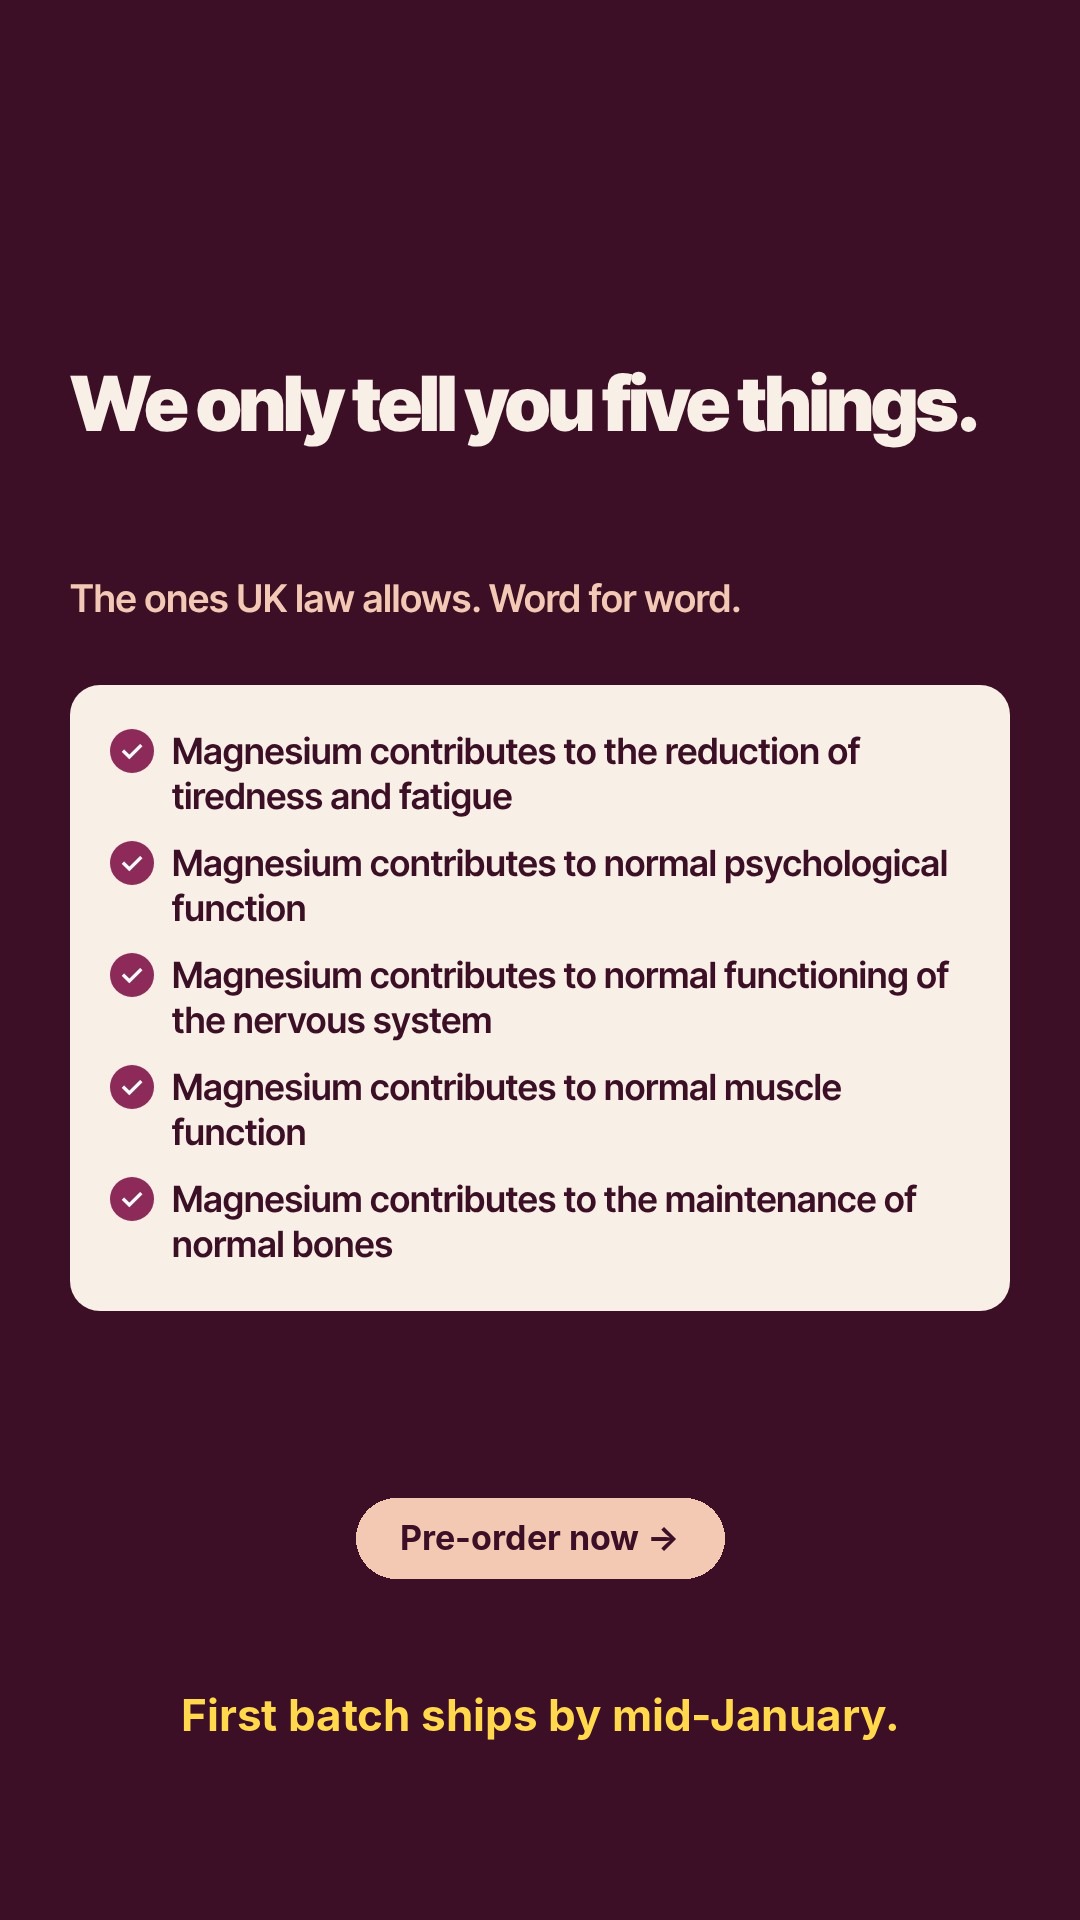 We only tell you five things.
The ones UK law allows. Word for word.
Magnesium contributes to the reduction of
tiredness and fatigue
Magnesium contributes to normal psychological
function
Magnesium contributes to normal functioning of
the nervous system
Magnesium contributes to normal muscle
function
Magnesium contributes to the maintenance of
normal bones
Pre-order now →
First batch ships by mid-January.